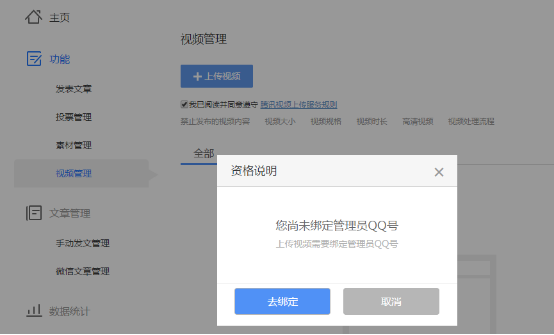 主页
功能
发表文章
投票管理
素材管理
视频管理
文章管理
手动发文管理
微信文章管理
数据统计
视频管理
上传视频
我已阅读并同意遵守 腾讯视频上传服务规则
禁止发布的视频内容 视频大小 视频规格 视频时长 高清视频 视频处理流程
全部
资格说明
您尚未绑定管理员QQ号
上传视频需要绑定管理员QQ号
去绑定 取消